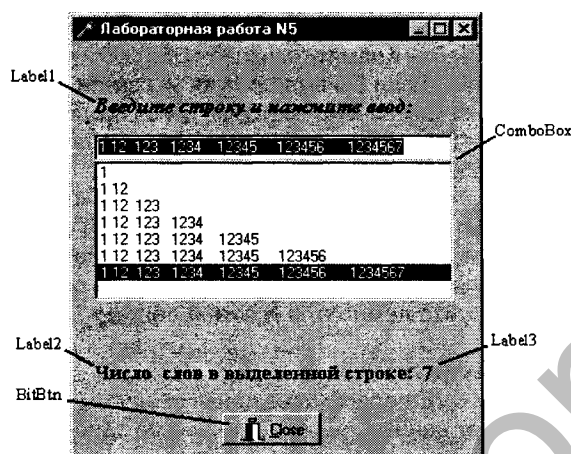 Лабораторная работа N5
Label1
Введите строку и нажмите ввод:
ComboBox
1 12 123 1234 12345 123456 1234567
1
1 12
1 12 123
1 12 123 1234
1 12 123 1234 12345
1 12 123 1234 12345 123456
1 12 123 1234 12345 123456 1234567
Label2
Label3
Число слов в выделенной строке: 7
BitBtn
Close